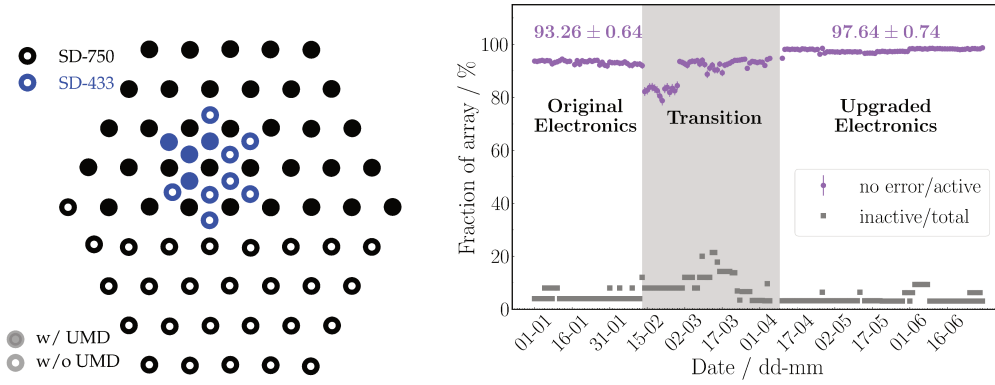 SD-750
SD-433
w/ UMD
w/o UMD
93.26 ± 0.64
97.64 ± 0.74
Original
Electronics
Transition
Upgraded
Electronics
no error/active
inactive/total
Fraction of array / %
100
80
60
40
20
0
01-01
16-01
31-01
15-02
02-03
17-03
01-04
17-04
02-05
17-05
01-06
16-06
Date / dd-mm